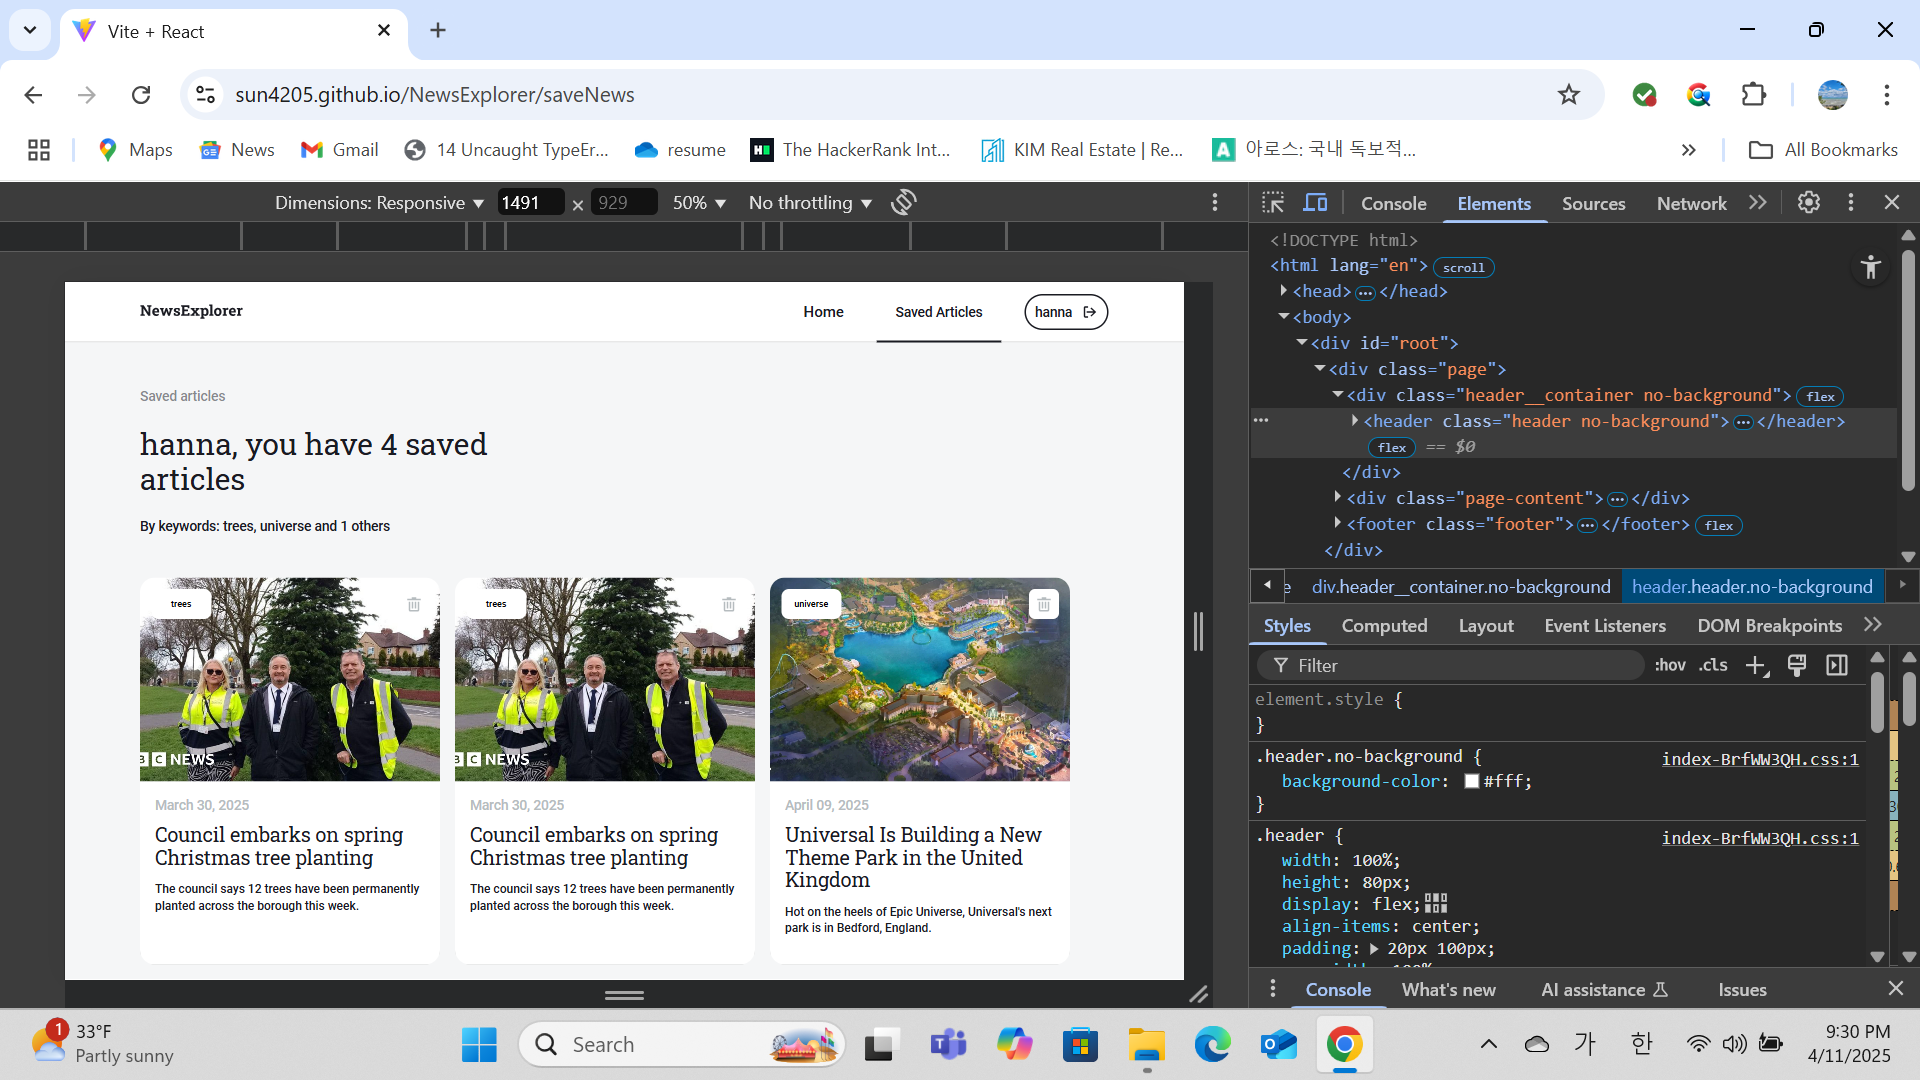 Vite + React
sun4205.github.io/NewsExplorer/saveNews
Maps
News
Gmail
14 Uncaught TypeEr...
resume
The HackerRank Int...
KIM Real Estate | Re...
아로스: 국내 독보적...
All Bookmarks
Dimensions: Responsive 1491 x 929 50% No throttling
Console Elements Sources Network
NewsExplorer
Home
Saved Articles
hanna
Saved articles
hanna, you have 4 saved
articles
By keywords: trees, universe and 1 others
trees
BBC NEWS
March 30, 2025
Council embarks on spring
Christmas tree planting
The council says 12 trees have been permanently
planted across the borough this week.
trees
BBC NEWS
March 30, 2025
Council embarks on spring
Christmas tree planting
The council says 12 trees have been permanently
planted across the borough this week.
universe
April 09, 2025
Universal Is Building a New
Theme Park in the United
Kingdom
Hot on the heels of Epic Universe, Universal's next
park is in Bedford, England.
<!DOCTYPE html>
<html lang="en"> scroll
<head> ... </head>
<body>
<div id="root">
<div class="page">
<div class="header__container no-background"> flex
... <header class="header no-background"> ... </header>
flex == $0
</div>
<div class="page-content"> ... </div>
<footer class="footer"> ... </footer> flex
</div>
e div.header__container.no-background header.header.no-background
Styles Computed Layout Event Listeners DOM Breakpoints
Filter :hov .cls
element.style {
}
.header.no-background { index-BrfWW3QH.css:1
background-color: #fff;
}
.header { index-BrfWW3QH.css:1
width: 100%;
height: 80px;
display: flex;
align-items: center;
padding: 20px 100px;
Console What's new AI assistance Issues
1
33°F
Partly sunny
Search
가
한
9:30 PM
4/11/2025